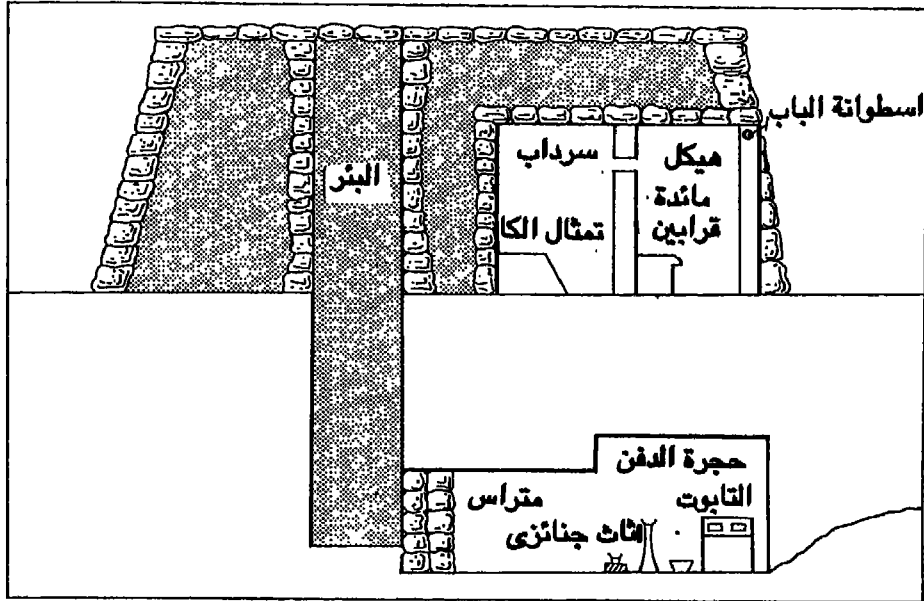 اسطوانة الباب
هيكل
سرداب
مائدة
قرابين
تمثال الكا
البئر
حجرة الدفن
التابوت
متراس
اثاث جنائزى